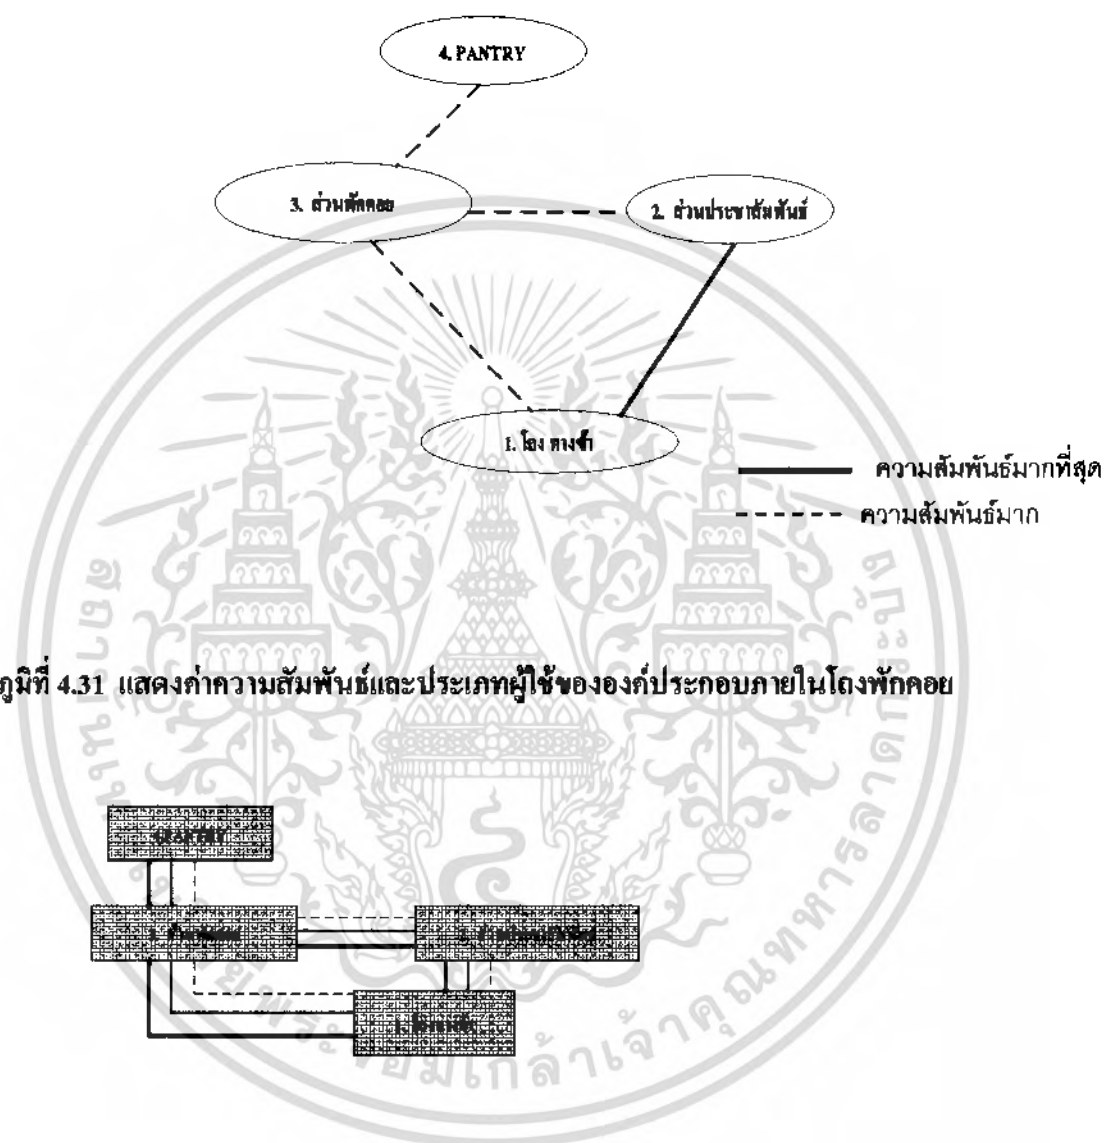 4. PANTRY
3. ส่วนพักคอย
2. ส่วนประชาสัมพันธ์
1. โถง ทางเข้า
ความสัมพันธ์มากที่สุด
ความสัมพันธ์มาก
ภูมิที่ 4.31 แสดงค่าความสัมพันธ์และประเภทผู้ใช้ขององค์ประกอบภายในโถงพักคอย
4.PANTRY